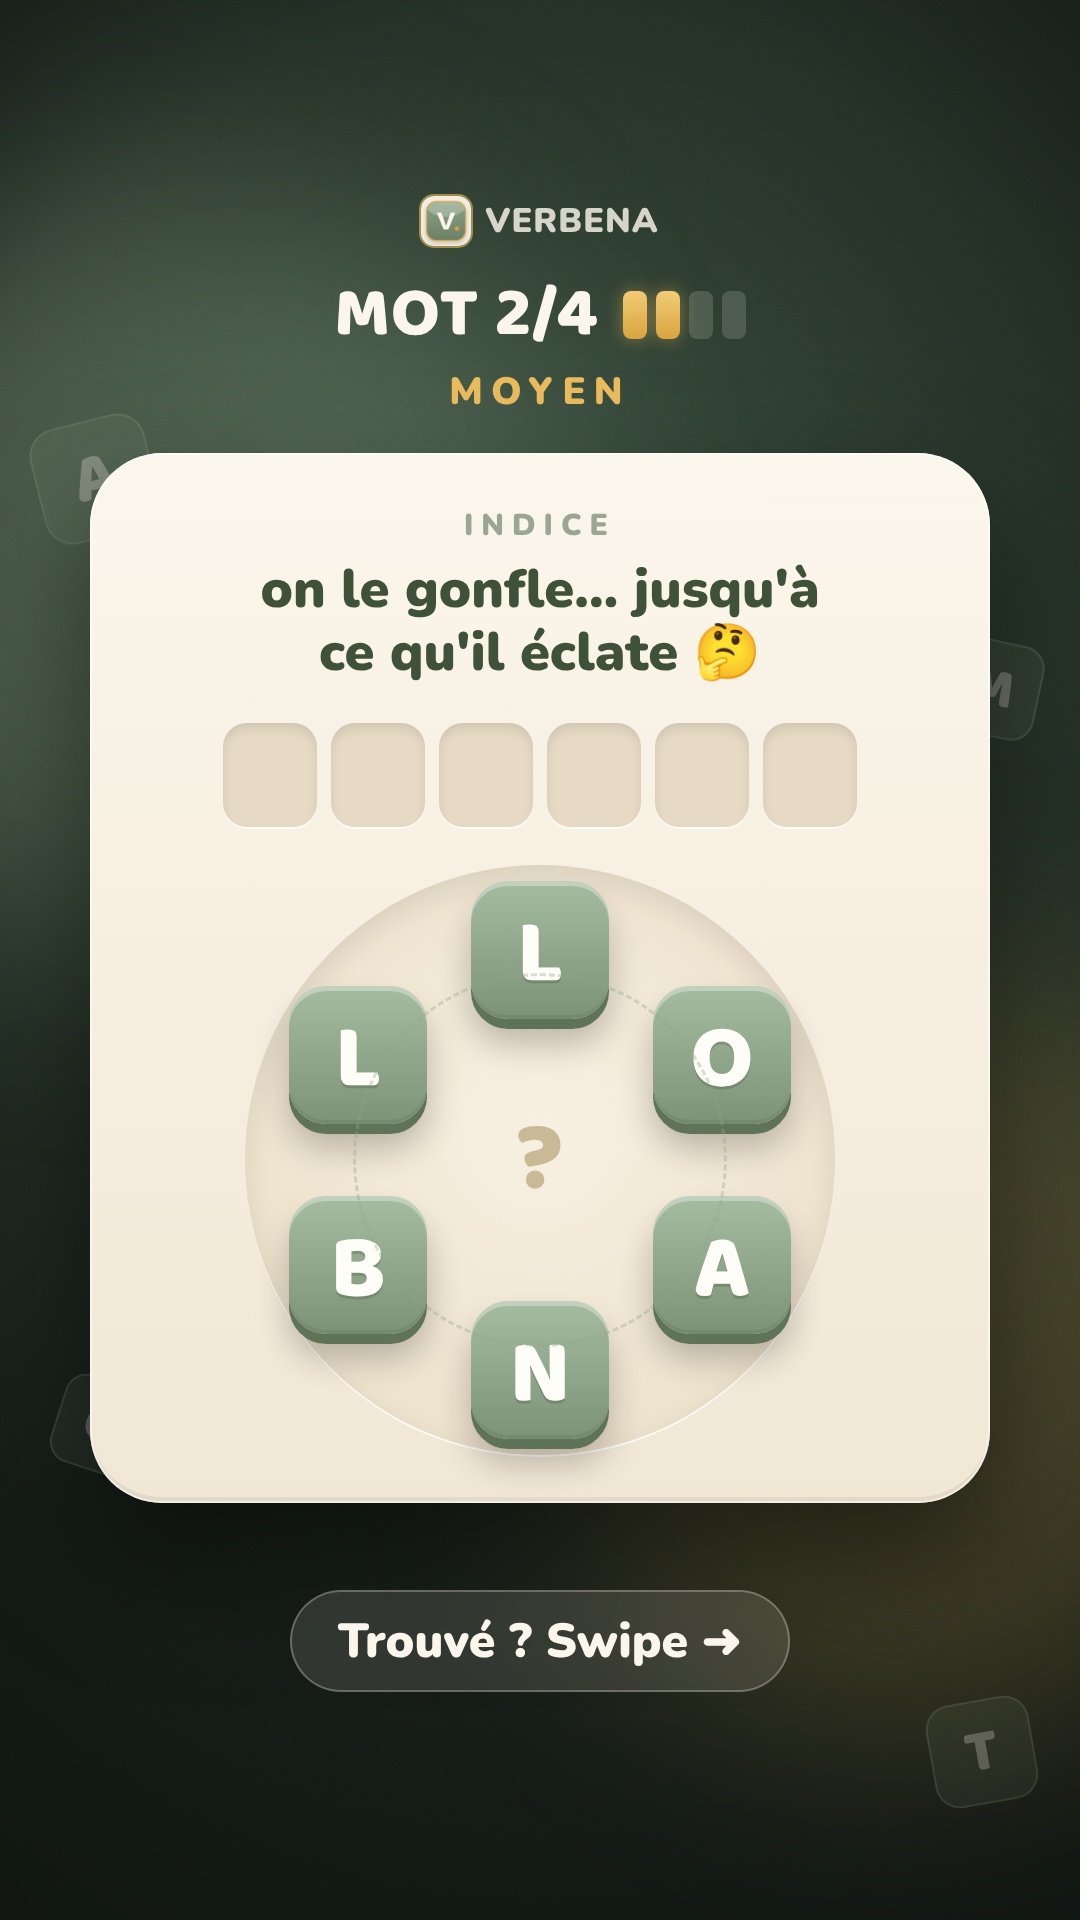 V.
VERBENA
MOT 2/4
MOYEN
A
INDICE
on le gonfle... jusqu'à
ce qu'il éclate 🤔
M
L
L
O
?
B
A
N
Trouvé ? Swipe ➜
T